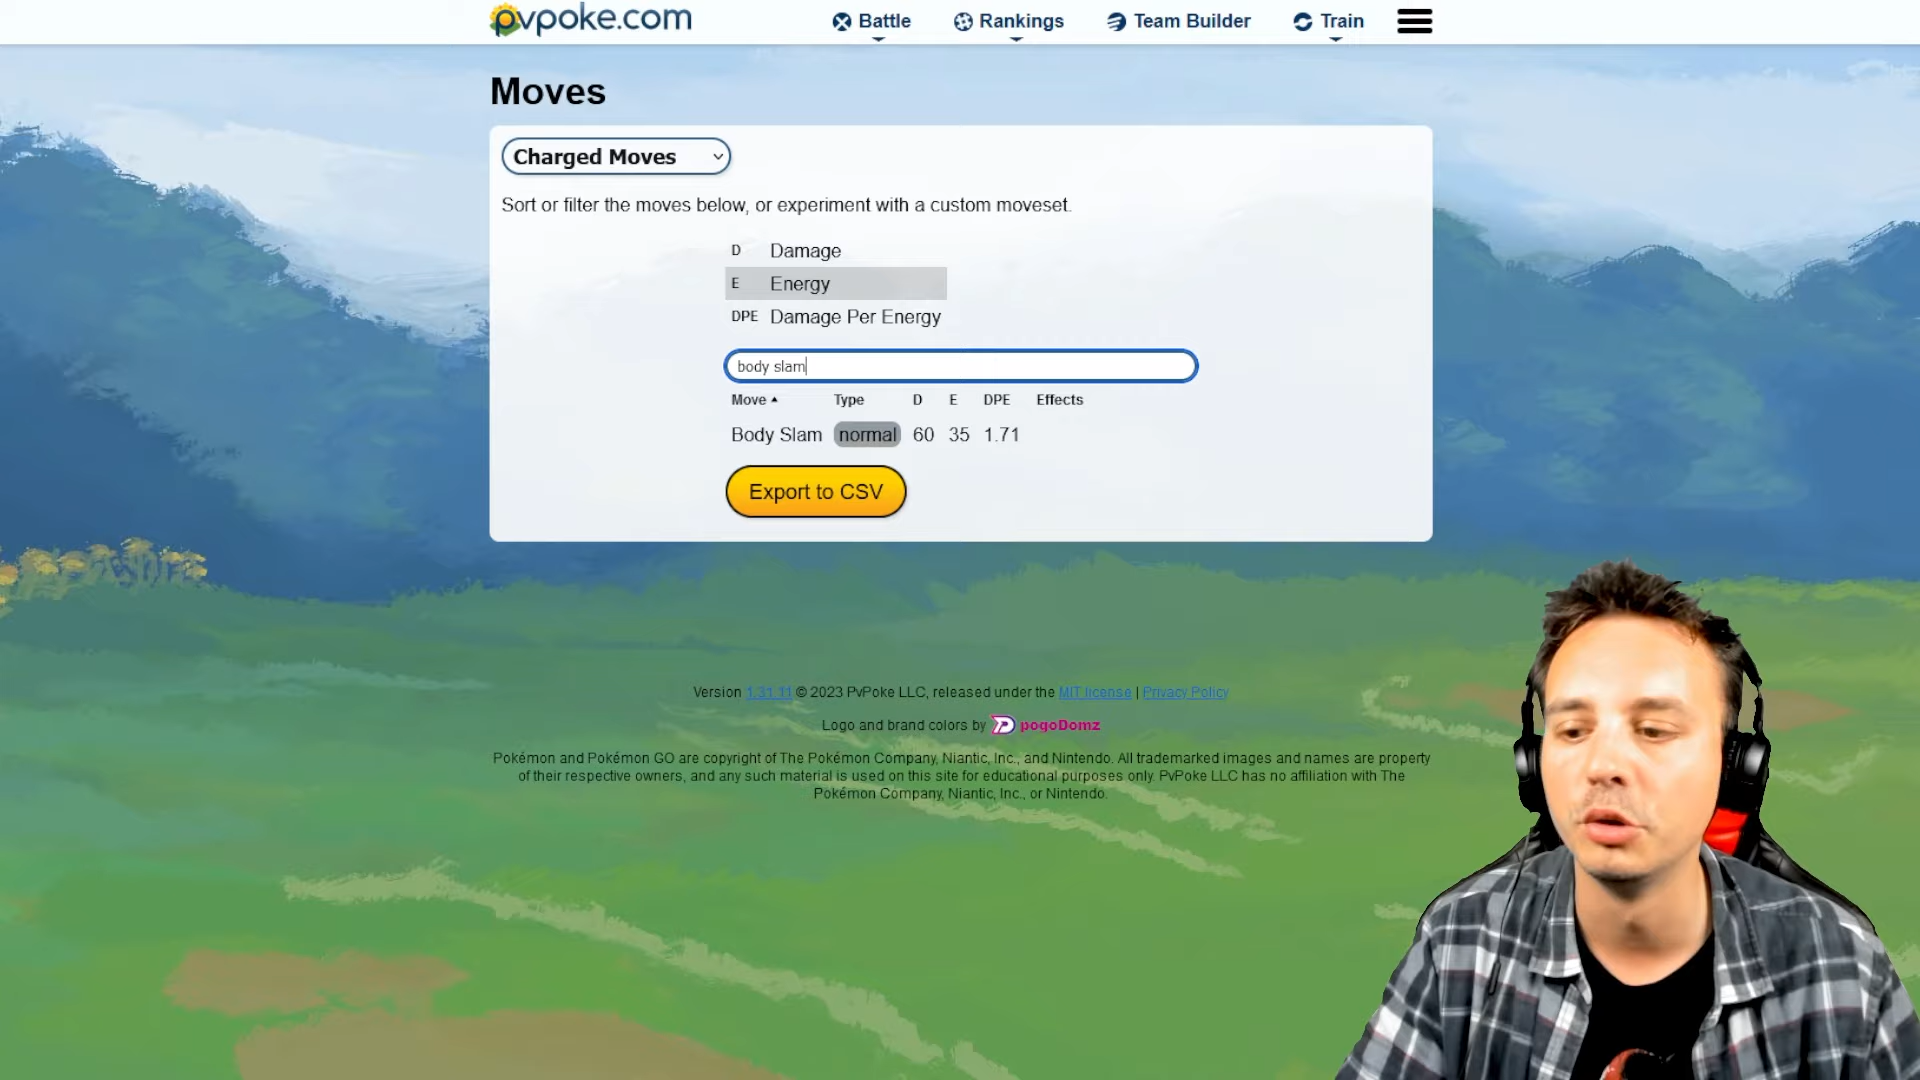 pvpoke.com
Battle Rankings Team Builder Train
Moves
Charged Moves
Sort or filter the moves below, or experiment with a custom moveset.
D Damage
E Energy
DPE Damage Per Energy
body slam
Move Type D E DPE Effects
Body Slam normal 60 35 1.71
Export to CSV
Version 1.31.11 © 2023 PvPoke LLC, released under the MIT license | Privacy Policy
Logo and brand colors by pogoDomz
Pokémon and Pokémon GO are copyright of The Pokémon Company, Niantic, Inc., and Nintendo. All trademarked images and names are property
of their respective owners, and any such material is used on this site for educational purposes only. PvPoke LLC has no affiliation with The
Pokémon Company, Niantic, Inc., or Nintendo.